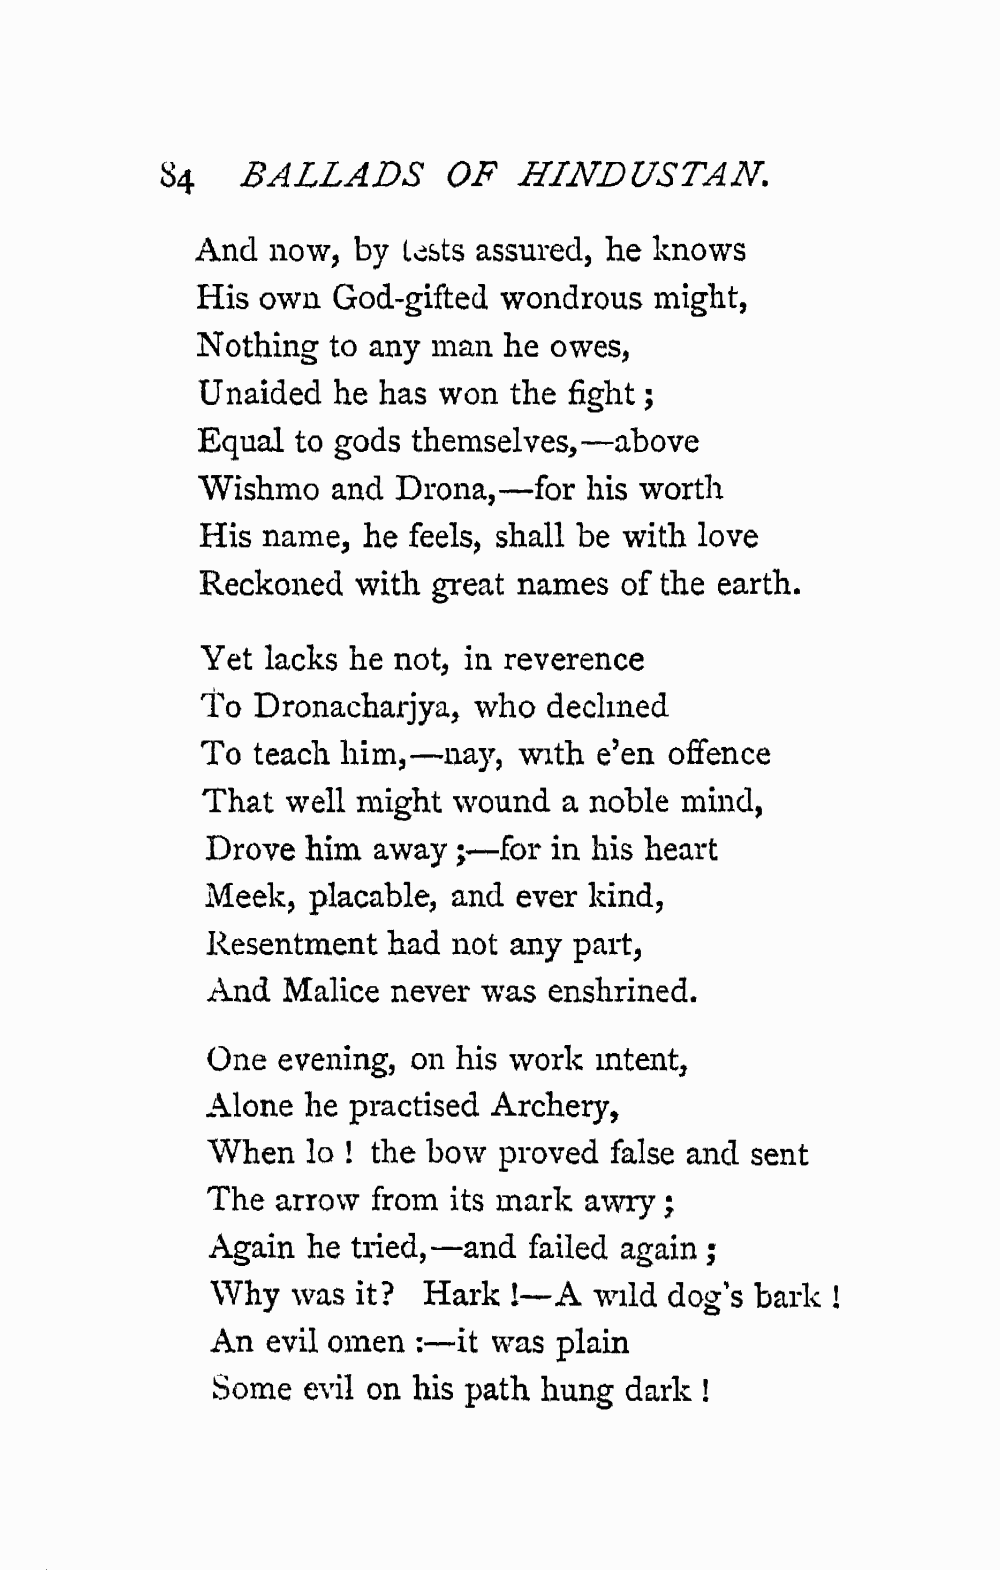 84 BALLADS OF HINDUSTAN.
And now, by tests assured, he knows
His own God-gifted wondrous might,
Nothing to any man he owes,
Unaided he has won the fight ;
Equal to gods themselves,—above
Wishmo and Drona,—for his worth
His name, he feels, shall be with love
Reckoned with great names of the earth.
Yet lacks he not, in reverence
To Dronacharjya, who declined
To teach him,—nay, with e'en offence
That well might wound a noble mind,
Drove him away ;—for in his heart
Meek, placable, and ever kind,
Resentment had not any part,
And Malice never was enshrined.
One evening, on his work intent,
Alone he practised Archery,
When lo ! the bow proved false and sent
The arrow from its mark awry ;
Again he tried,—and failed again ;
Why was it? Hark !—A wild dog's bark !
An evil omen :—it was plain
Some evil on his path hung dark !